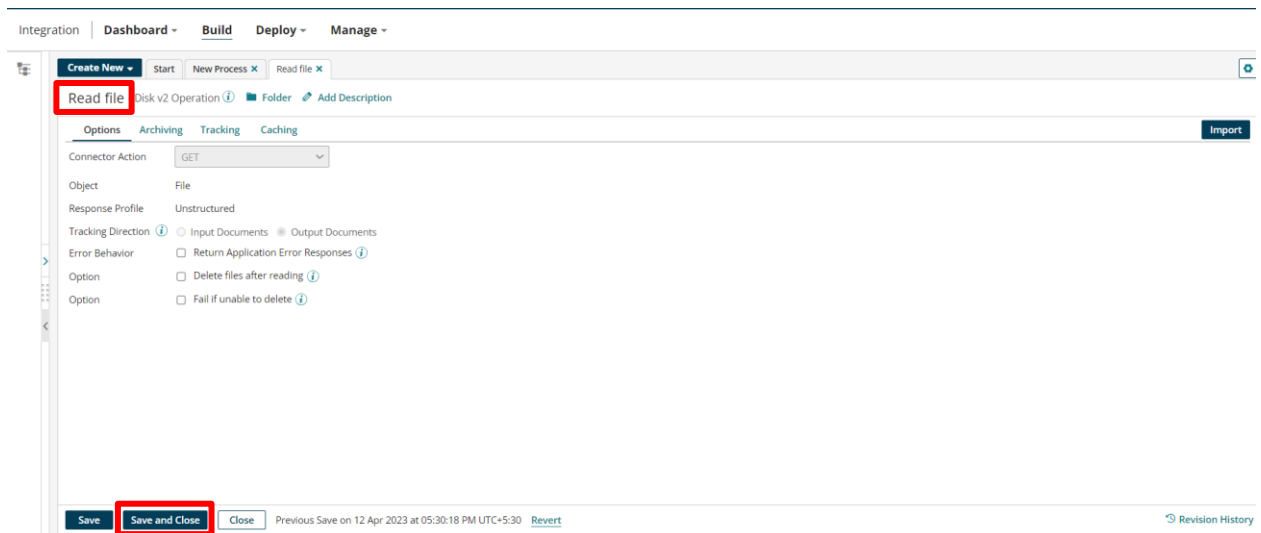 Integration Dashboard Build Deploy Manage
Create New Start New Process × Read file ×
Read file Disk v2 Operation i Folder Add Description
Options Archiving Tracking Caching Import
Connector Action GET
Object File
Response Profile Unstructured
Tracking Direction i Input Documents Output Documents
Error Behavior Return Application Error Responses i
Option Delete files after reading i
Option Fail if unable to delete i
Save Save and Close Close Previous Save on 12 Apr 2023 at 05:30:18 PM UTC+5:30 Revert Revision History